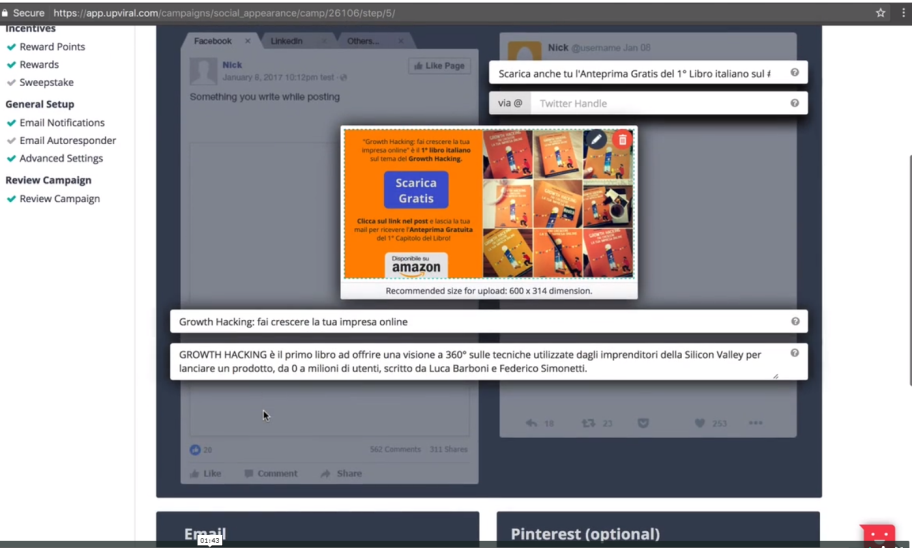 Secure https://app.upviral.com/campaigns/social_appearance/camp/26106/step/5/
Incentives
Reward Points
Rewards
Sweepstake
General Setup
Email Notifications
Email Autoresponder
Advanced Settings
Review Campaign
Review Campaign
Facebook × LinkedIn × Others... ×
Nick
January 8, 2017 10:12pm
Like Page
Something you write while posting
Nick @username Jan 08
Scarica anche tu l'Anteprima Gratis del 1° Libro italiano sul
via @ Twitter Handle
"Growth Hacking: fai crescere la tua
impresa online" è il 1° libro italiano
sul tema del Growth Hacking.
Scarica
Gratis
Clicca sul link nel post e lascia la tua
mail per ricevere l'Anteprima Gratuita
del 1° Capitolo del Libro!
Disponibile su
amazon
Recommended size for upload: 600 x 314 dimension.
Growth Hacking: fai crescere la tua impresa online
GROWTH HACKING è il primo libro ad offrire una visione a 360° sulle tecniche utilizzate dagli imprenditori della Silicon Valley per
lanciare un prodotto, da 0 a milioni di utenti, scritto da Luca Barboni e Federico Simonetti.
18 23 253
28
562 Comments 311 Shares
Like Comment Share
Email
Pinterest (optional)
01:43